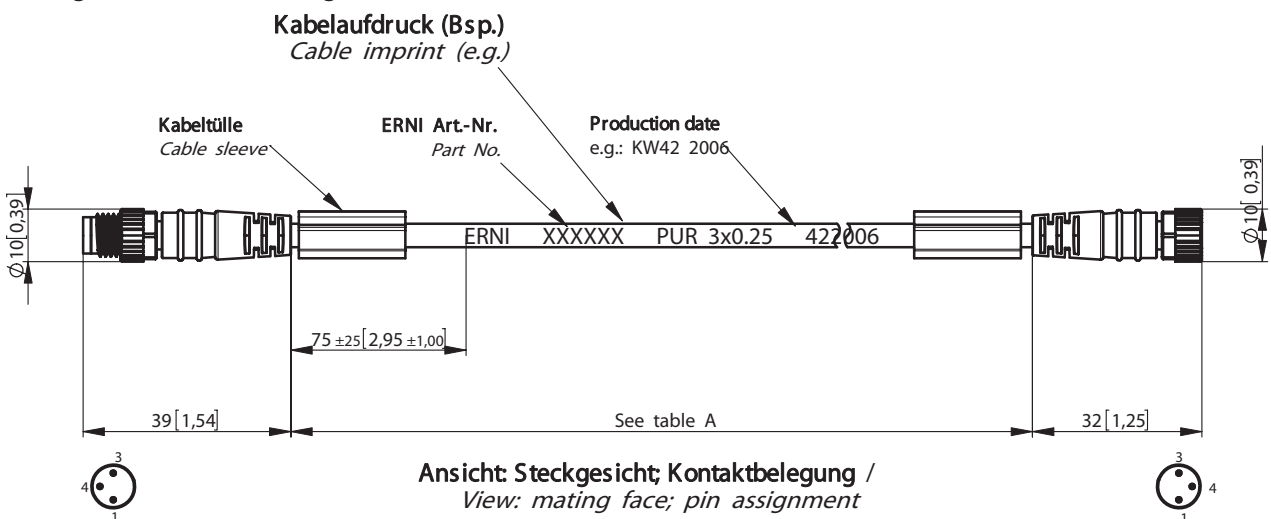 Kabelaufdruck (Bsp.)
Cable imprint (e.g.)
Kabeltülle
Cable sleeve
ERNI Art.-Nr.
Part No.
Production date
e.g.: KW42 2006
Ø 10[0,39]
ERNI XXXXXX PUR 3x0.25 422006
Ø 10[0,39]
75 ±25[2,95 ±1,00]
39[1,54]
See table A
32[1,25]
3
4
1
Ansicht: Steckgesicht; Kontaktbelegung /
View: mating face; pin assignment
3
4
1